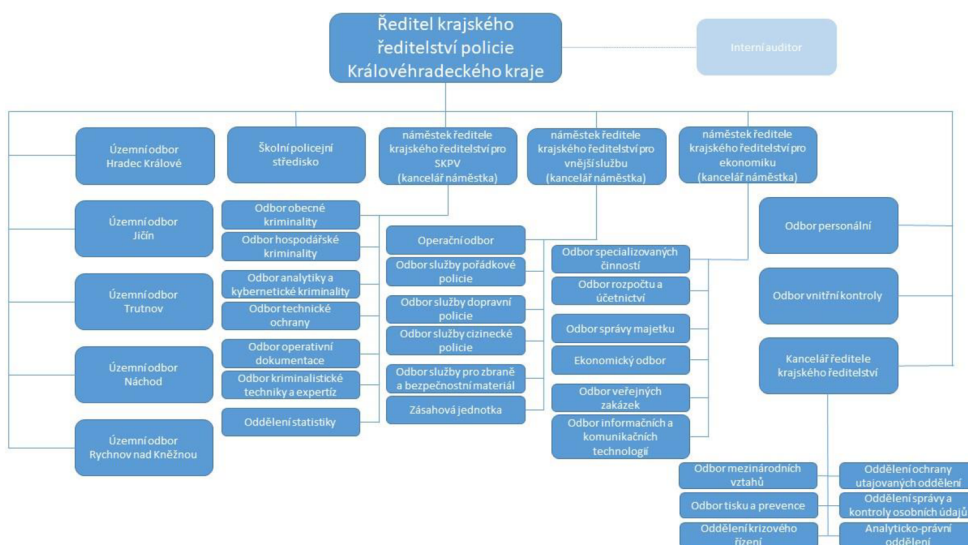 Ředitel krajského
ředitelství policie
Královéhradeckého kraje
Interní auditor
Územní odbor
Hradec Králové
Školní policejní
středisko
náměstek ředitele
krajského ředitelství pro
SKPV
(kancelář náměstka)
náměstek ředitele
krajského ředitelství pro
vnější službu
(kancelář náměstka)
náměstek ředitele
krajského ředitelství pro
ekonomiku
(kancelář náměstka)
Územní odbor
Jičín
Územní odbor
Trutnov
Územní odbor
Náchod
Územní odbor
Rychnov nad Kněžnou
Odbor obecné
kriminality
Odbor hospodářské
kriminality
Odbor analytiky a
kybernetické kriminality
Odbor technické
ochrany
Odbor operativní
dokumentace
Odbor kriminalistické
techniky a expertíz
Oddělení statistiky
Operační odbor
Odbor služby pořádkové
policie
Odbor služby dopravní
policie
Odbor služby cizinecké
policie
Odbor služby pro zbraně
a bezpečnostní materiál
Zásahová jednotka
Odbor specializovaných
činností
Odbor rozpočtu a
účetnictví
Odbor správy majetku
Ekonomický odbor
Odbor veřejných
zakázek
Odbor informačních a
komunikačních
technologií
Odbor personální
Odbor vnitřní kontroly
Kancelář ředitele
krajského ředitelství
Odbor mezinárodních
vztahů
Odbor tisku a prevence
Oddělení krizového
řízení
Oddělení ochrany
utajovaných oddělení
Oddělení správy a
kontroly osobních údajů
Analyticko-právní
oddělení